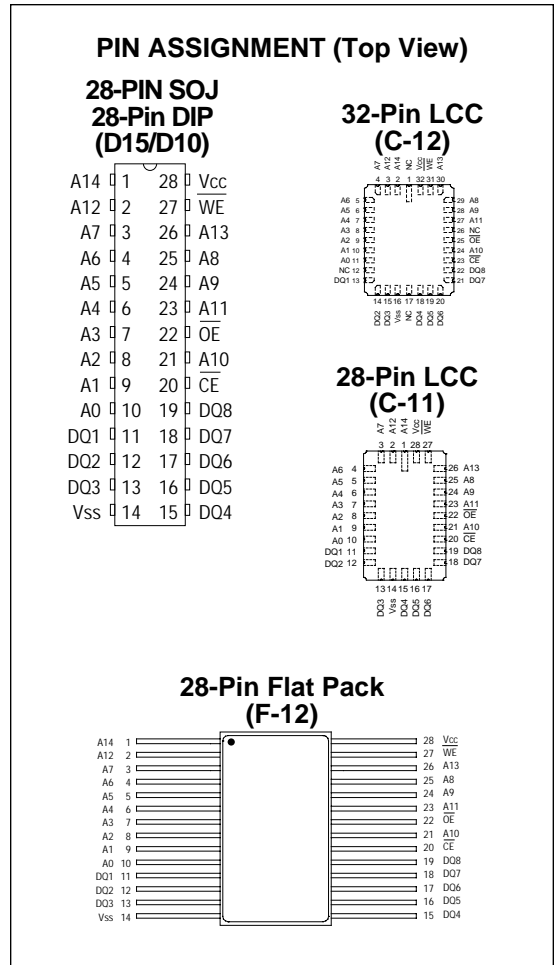 PIN ASSIGNMENT (Top View)
28-PIN SOJ
28-Pin DIP
(D15/D10)
A14 1 28 Vcc
A12 2 27 WE
A7 3 26 A13
A6 4 25 A8
A5 5 24 A9
A4 6 23 A11
A3 7 22 OE
A2 8 21 A10
A1 9 20 CE
A0 10 19 DQ8
DQ1 11 18 DQ7
DQ2 12 17 DQ6
DQ3 13 16 DQ5
Vss 14 15 DQ4
32-Pin LCC
(C-12)
A7 A12 A14 NC Vcc WE A13
4 3 2 1 32 31 30
A6 5 29 A8
A5 6 28 A9
A4 7 27 A11
A3 8 26 NC
A2 9 25 OE
A1 10 24 A10
A0 11 23 CE
NC 12 22 DQ8
DQ1 13 21 DQ7
14 15 16 17 18 19 20
DQ2 DQ3 Vss NC DQ4 DQ5 DQ6
28-Pin LCC
(C-11)
A7 A12 A14 Vcc WE
3 2 1 28 27
A6 4 26 A13
A5 5 25 A8
A4 6 24 A9
A3 7 23 A11
A2 8 22 OE
A1 9 21 A10
A0 10 20 CE
DQ1 11 19 DQ8
DQ2 12 18 DQ7
13 14 15 16 17
DQ3 Vss DQ4 DQ5 DQ6
28-Pin Flat Pack
(F-12)
A14 1 28 Vcc
A12 2 27 WE
A7 3 26 A13
A6 4 25 A8
A5 5 24 A9
A4 6 23 A11
A3 7 22 OE
A2 8 21 A10
A1 9 20 CE
A0 10 19 DQ8
DQ1 11 18 DQ7
DQ2 12 17 DQ6
DQ3 13 16 DQ5
Vss 14 15 DQ4